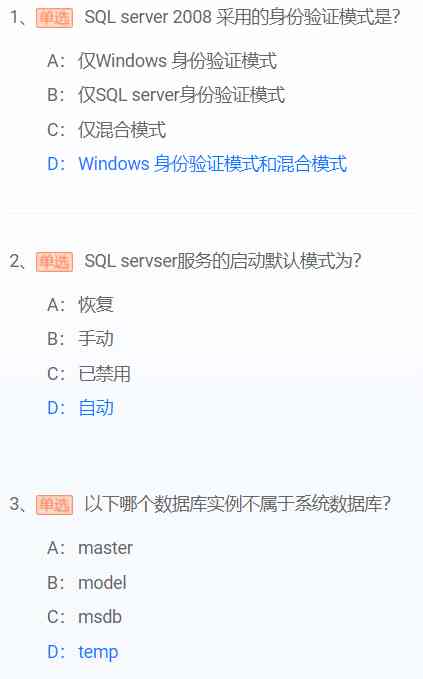 1、单选 SQL server 2008 采用的身份验证模式是?
A： 仅Windows 身份验证模式
B： 仅SQL server身份验证模式
C： 仅混合模式
D： Windows 身份验证模式和混合模式
2、单选 SQL servser服务的启动默认模式为?
A： 恢复
B： 手动
C： 已禁用
D： 自动
3、单选 以下哪个数据库实例不属于系统数据库?
A： master
B： model
C： msdb
D： temp